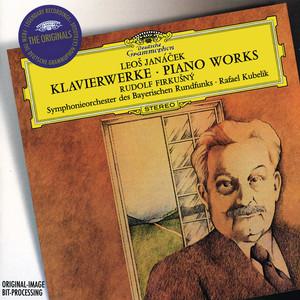 THE ORIGINALS
Deutsche
Grammophon
LEOŠ JANÁČEK
KLAVIERWERKE · PIANO WORKS
RUDOLF FIRKUŠNÝ
Symphonieorchester des Bayerischen Rundfunks · Rafael Kubelik
STEREO
ORIGINAL-IMAGE
BIT-PROCESSING